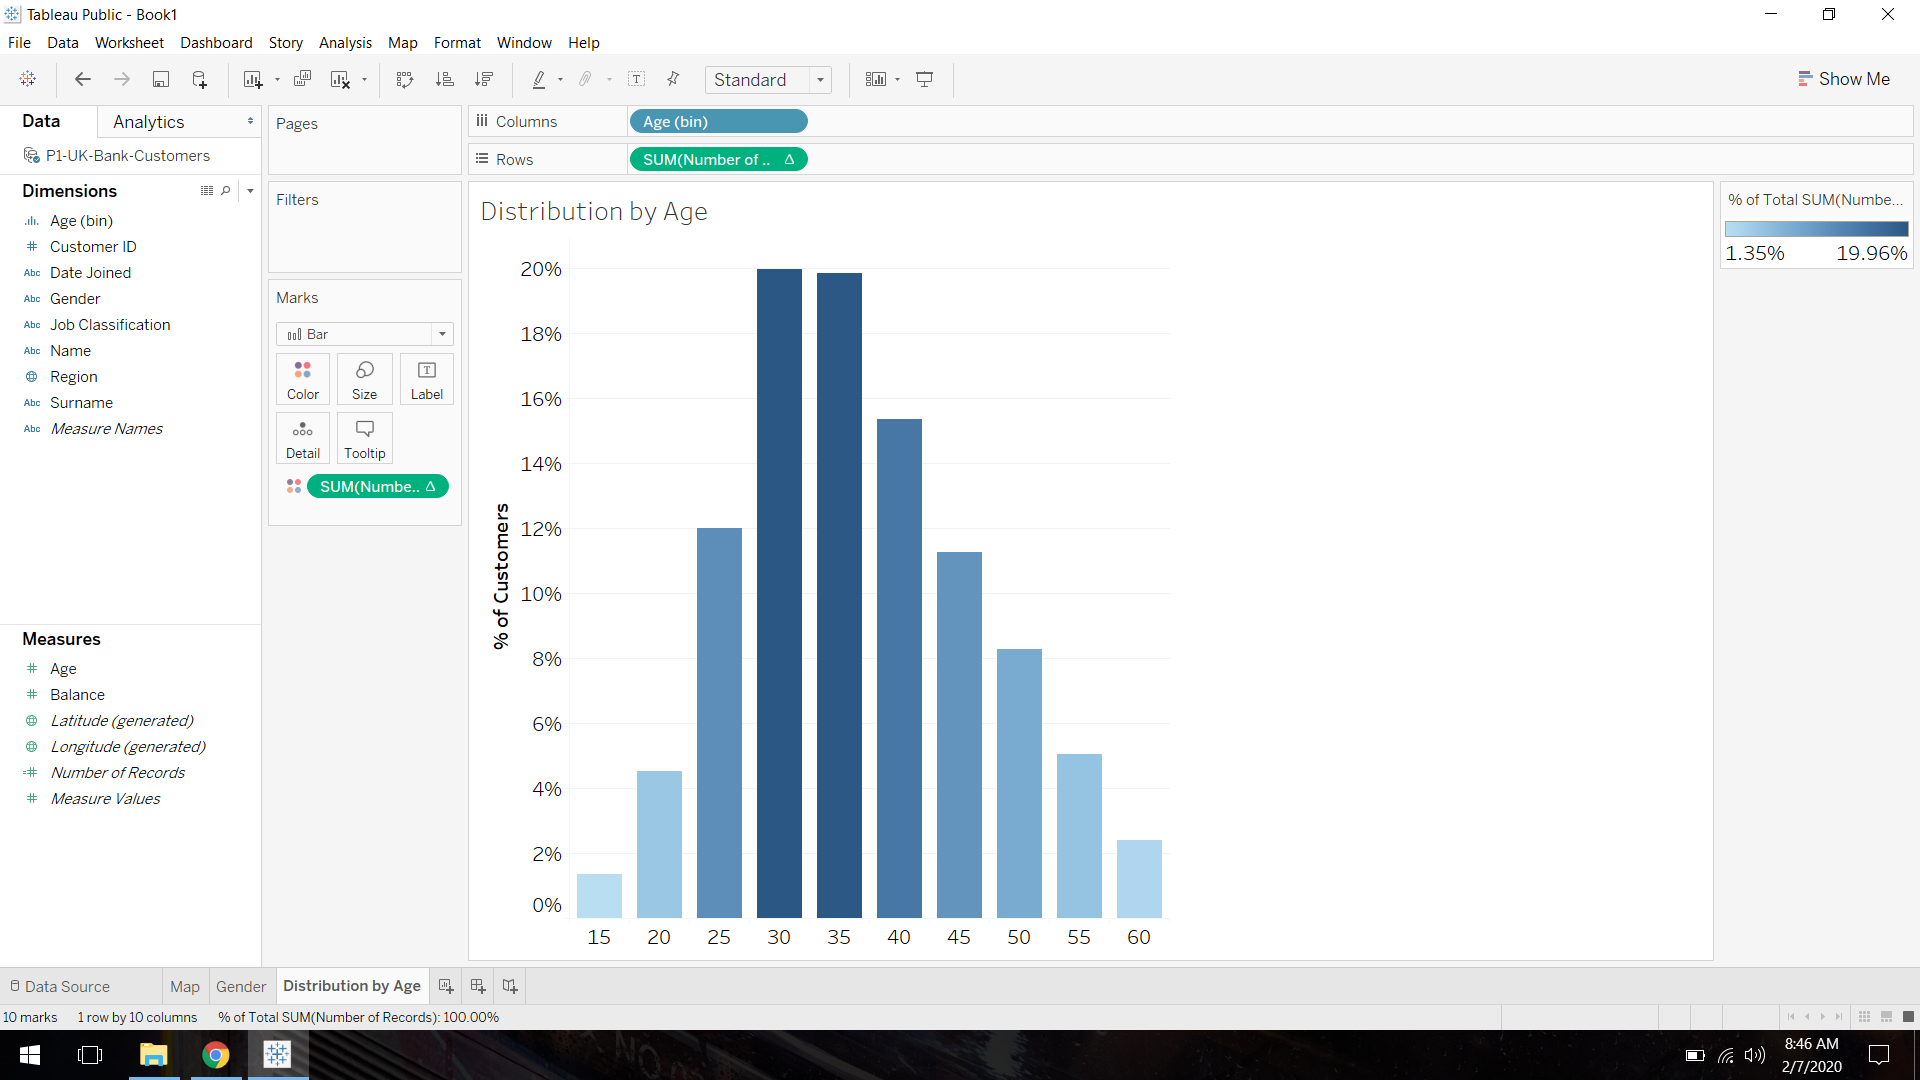 Tableau Public - Book1
File Data Worksheet Dashboard Story Analysis Map Format Window Help
Standard
Show Me
Data
Analytics
P1-UK-Bank-Customers
Dimensions
Age (bin)
Customer ID
Abc Date Joined
Abc Gender
Abc Job Classification
Abc Name
Region
Abc Surname
Abc Measure Names
Measures
Age
Balance
Latitude (generated)
Longitude (generated)
Number of Records
Measure Values
Pages
Filters
Marks
Bar
Color
Size
Label
Detail
Tooltip
SUM(Numbe.. Δ
Columns
Age (bin)
Rows
SUM(Number of .. Δ
Distribution by Age
% of Customers
20%
18%
16%
14%
12%
10%
8%
6%
4%
2%
0%
15 20 25 30 35 40 45 50 55 60
% of Total SUM(Numbe...
1.35% 19.96%
Data Source
Map
Gender
Distribution by Age
10 marks 1 row by 10 columns % of Total SUM(Number of Records): 100.00%
8:46 AM
2/7/2020